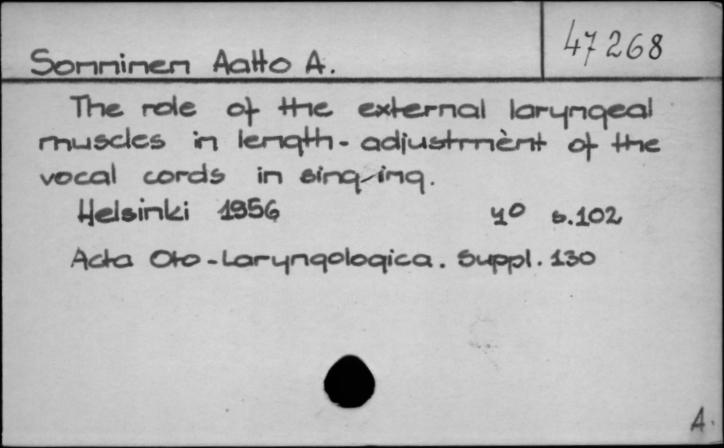 47268
Sonninen Aatto A.
The role of the external laryngeal
muscles in length-adjustment of the
vocal cords in singing.
Helsinki 1956 4° s.102
Acta Oto-Laryngologica. Suppl. 130
A.